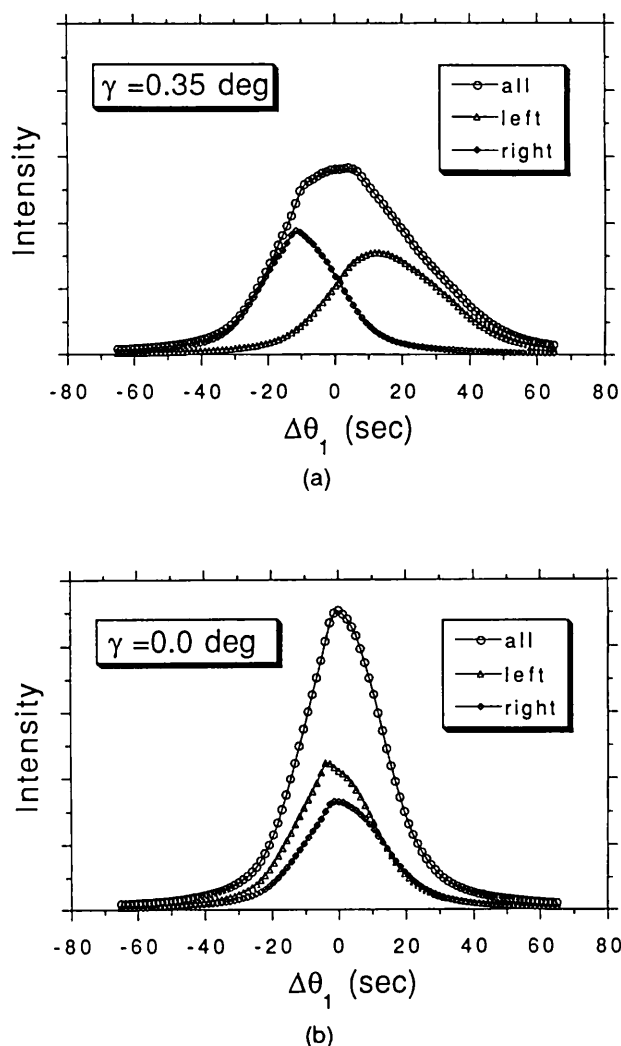 γ =0.35 deg
all
left
right
Intensity
-80 -60 -40 -20 0 20 40 60 80
Δθ₁ (sec)
(a)
γ =0.0 deg
all
left
right
Intensity
-80 -60 -40 -20 0 20 40 60 80
Δθ₁ (sec)
(b)